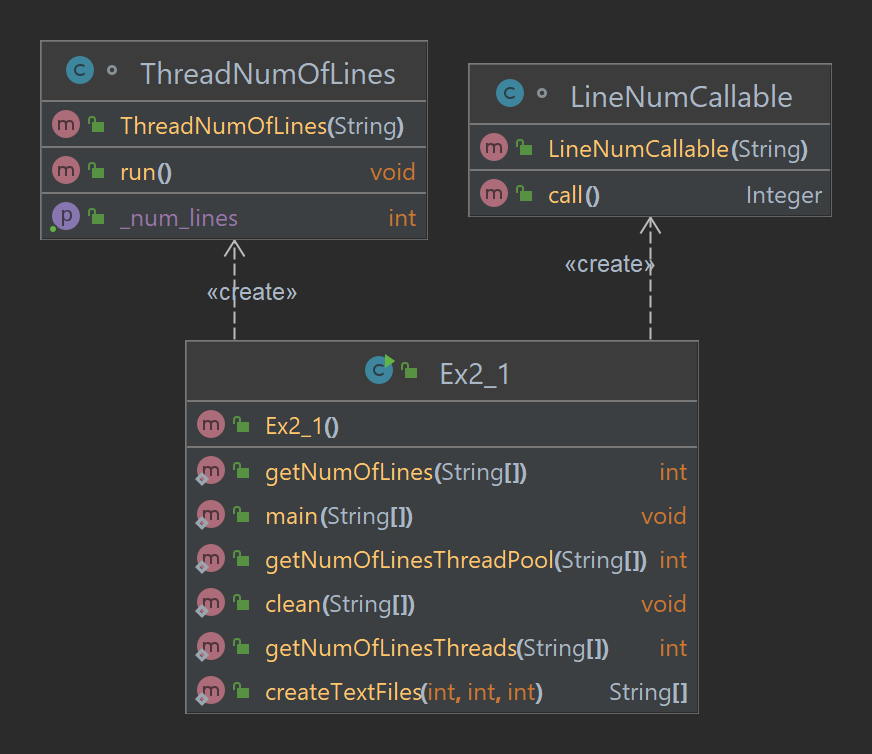 ThreadNumOfLines
ThreadNumOfLines(String)
run() void
_num_lines int
LineNumCallable
LineNumCallable(String)
call() Integer
«create»
«create»
Ex2_1
Ex2_1()
getNumOfLines(String[]) int
main(String[]) void
getNumOfLinesThreadPool(String[]) int
clean(String[]) void
getNumOfLinesThreads(String[]) int
createTextFiles(int, int, int) String[]